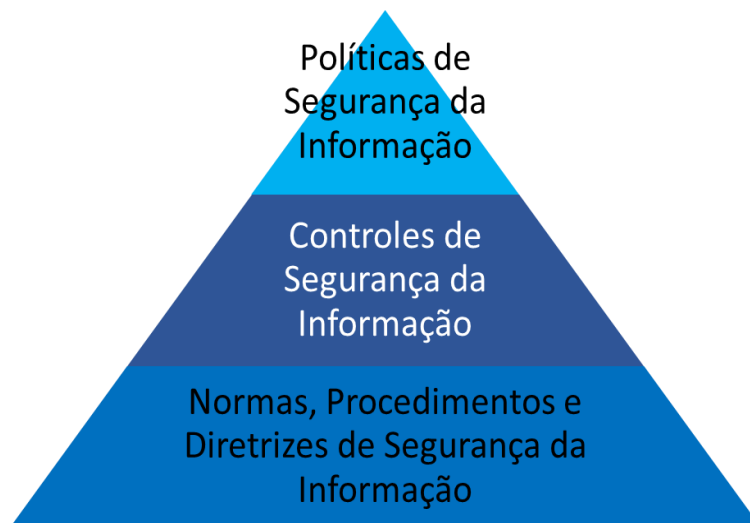 Políticas de
Segurança da
Informação
Controles de
Segurança da
Informação
Normas, Procedimentos e
Diretrizes de Segurança da
Informação